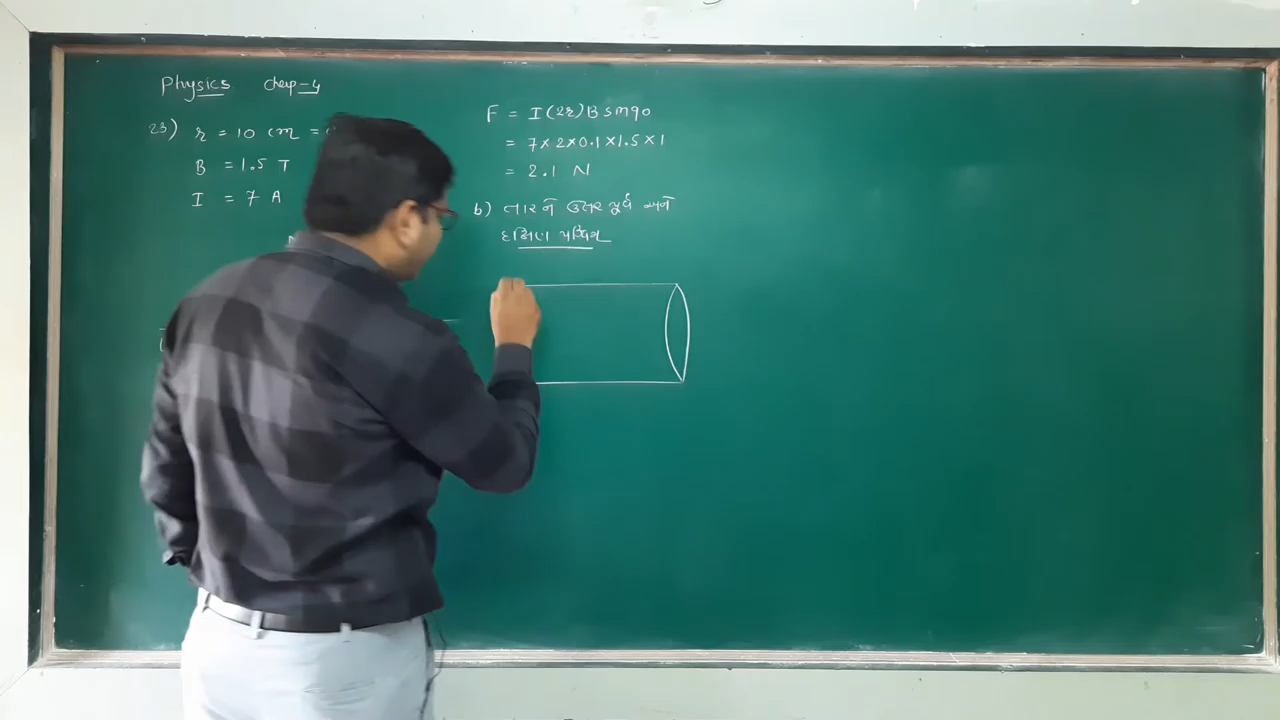 Physics Chap-4
23) r = 10 cm =
B = 1.5 T
I = 7 A
F = I(2r)B sin90
= 7×2×0.1×1.5×1
= 2.1 N
b) તારને ઉત્તર પૂર્વ અને
દક્ષિણ પશ્ચિમ